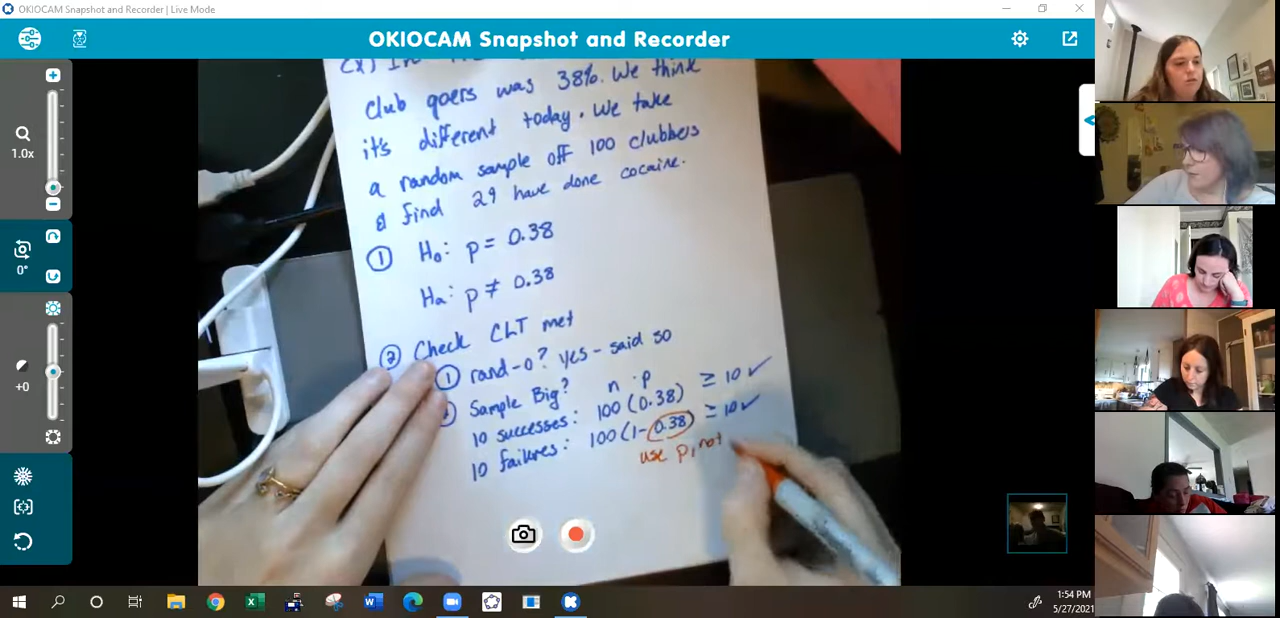 OKIOCAM Snapshot and Recorder | Live Mode
OKIOCAM Snapshot and Recorder
1.0x
0°
+0
club goers was 38%. We think
it's different today. We take
a random sample off 100 clubbers
& find 29 have done cocaine.
① H₀: p = 0.38
Hₐ: p ≠ 0.38
② Check CLT met
① rand-o? yes - said so
Sample Big? n · p
10 successes: 100 (0.38) ≥ 10 ✓
10 failures: 100 (1-0.38) ≥ 10 ✓
use p, not
1:54 PM
5/27/2021